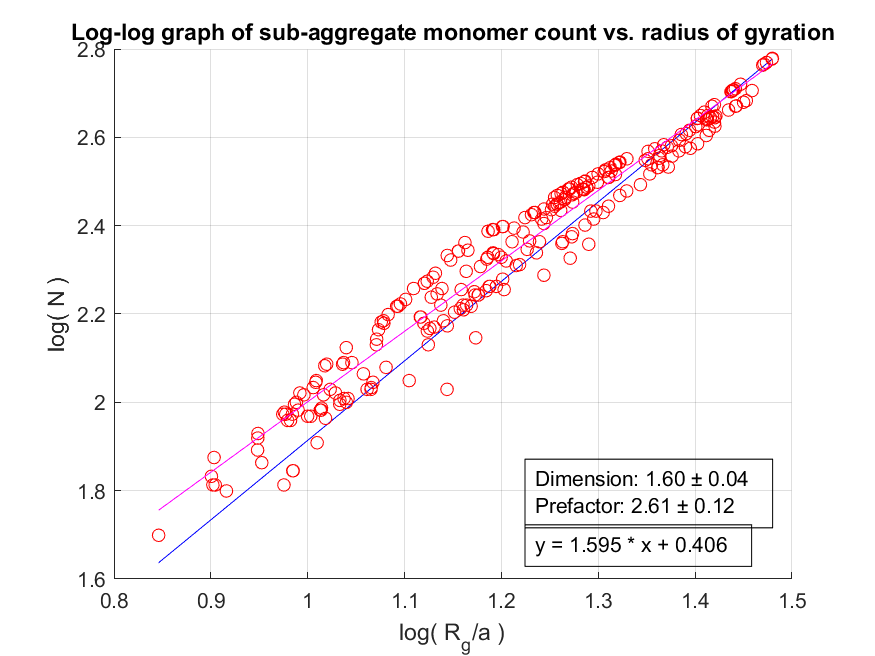 Log-log graph of sub-aggregate monomer count vs. radius of gyration
2.8
2.6
2.4
2.2
2
1.8
1.6
log( N )
Dimension: 1.60 ± 0.04
Prefactor: 2.61 ± 0.12
y = 1.595 * x + 0.406
0.8 0.9 1 1.1 1.2 1.3 1.4 1.5
log( Rg/a )